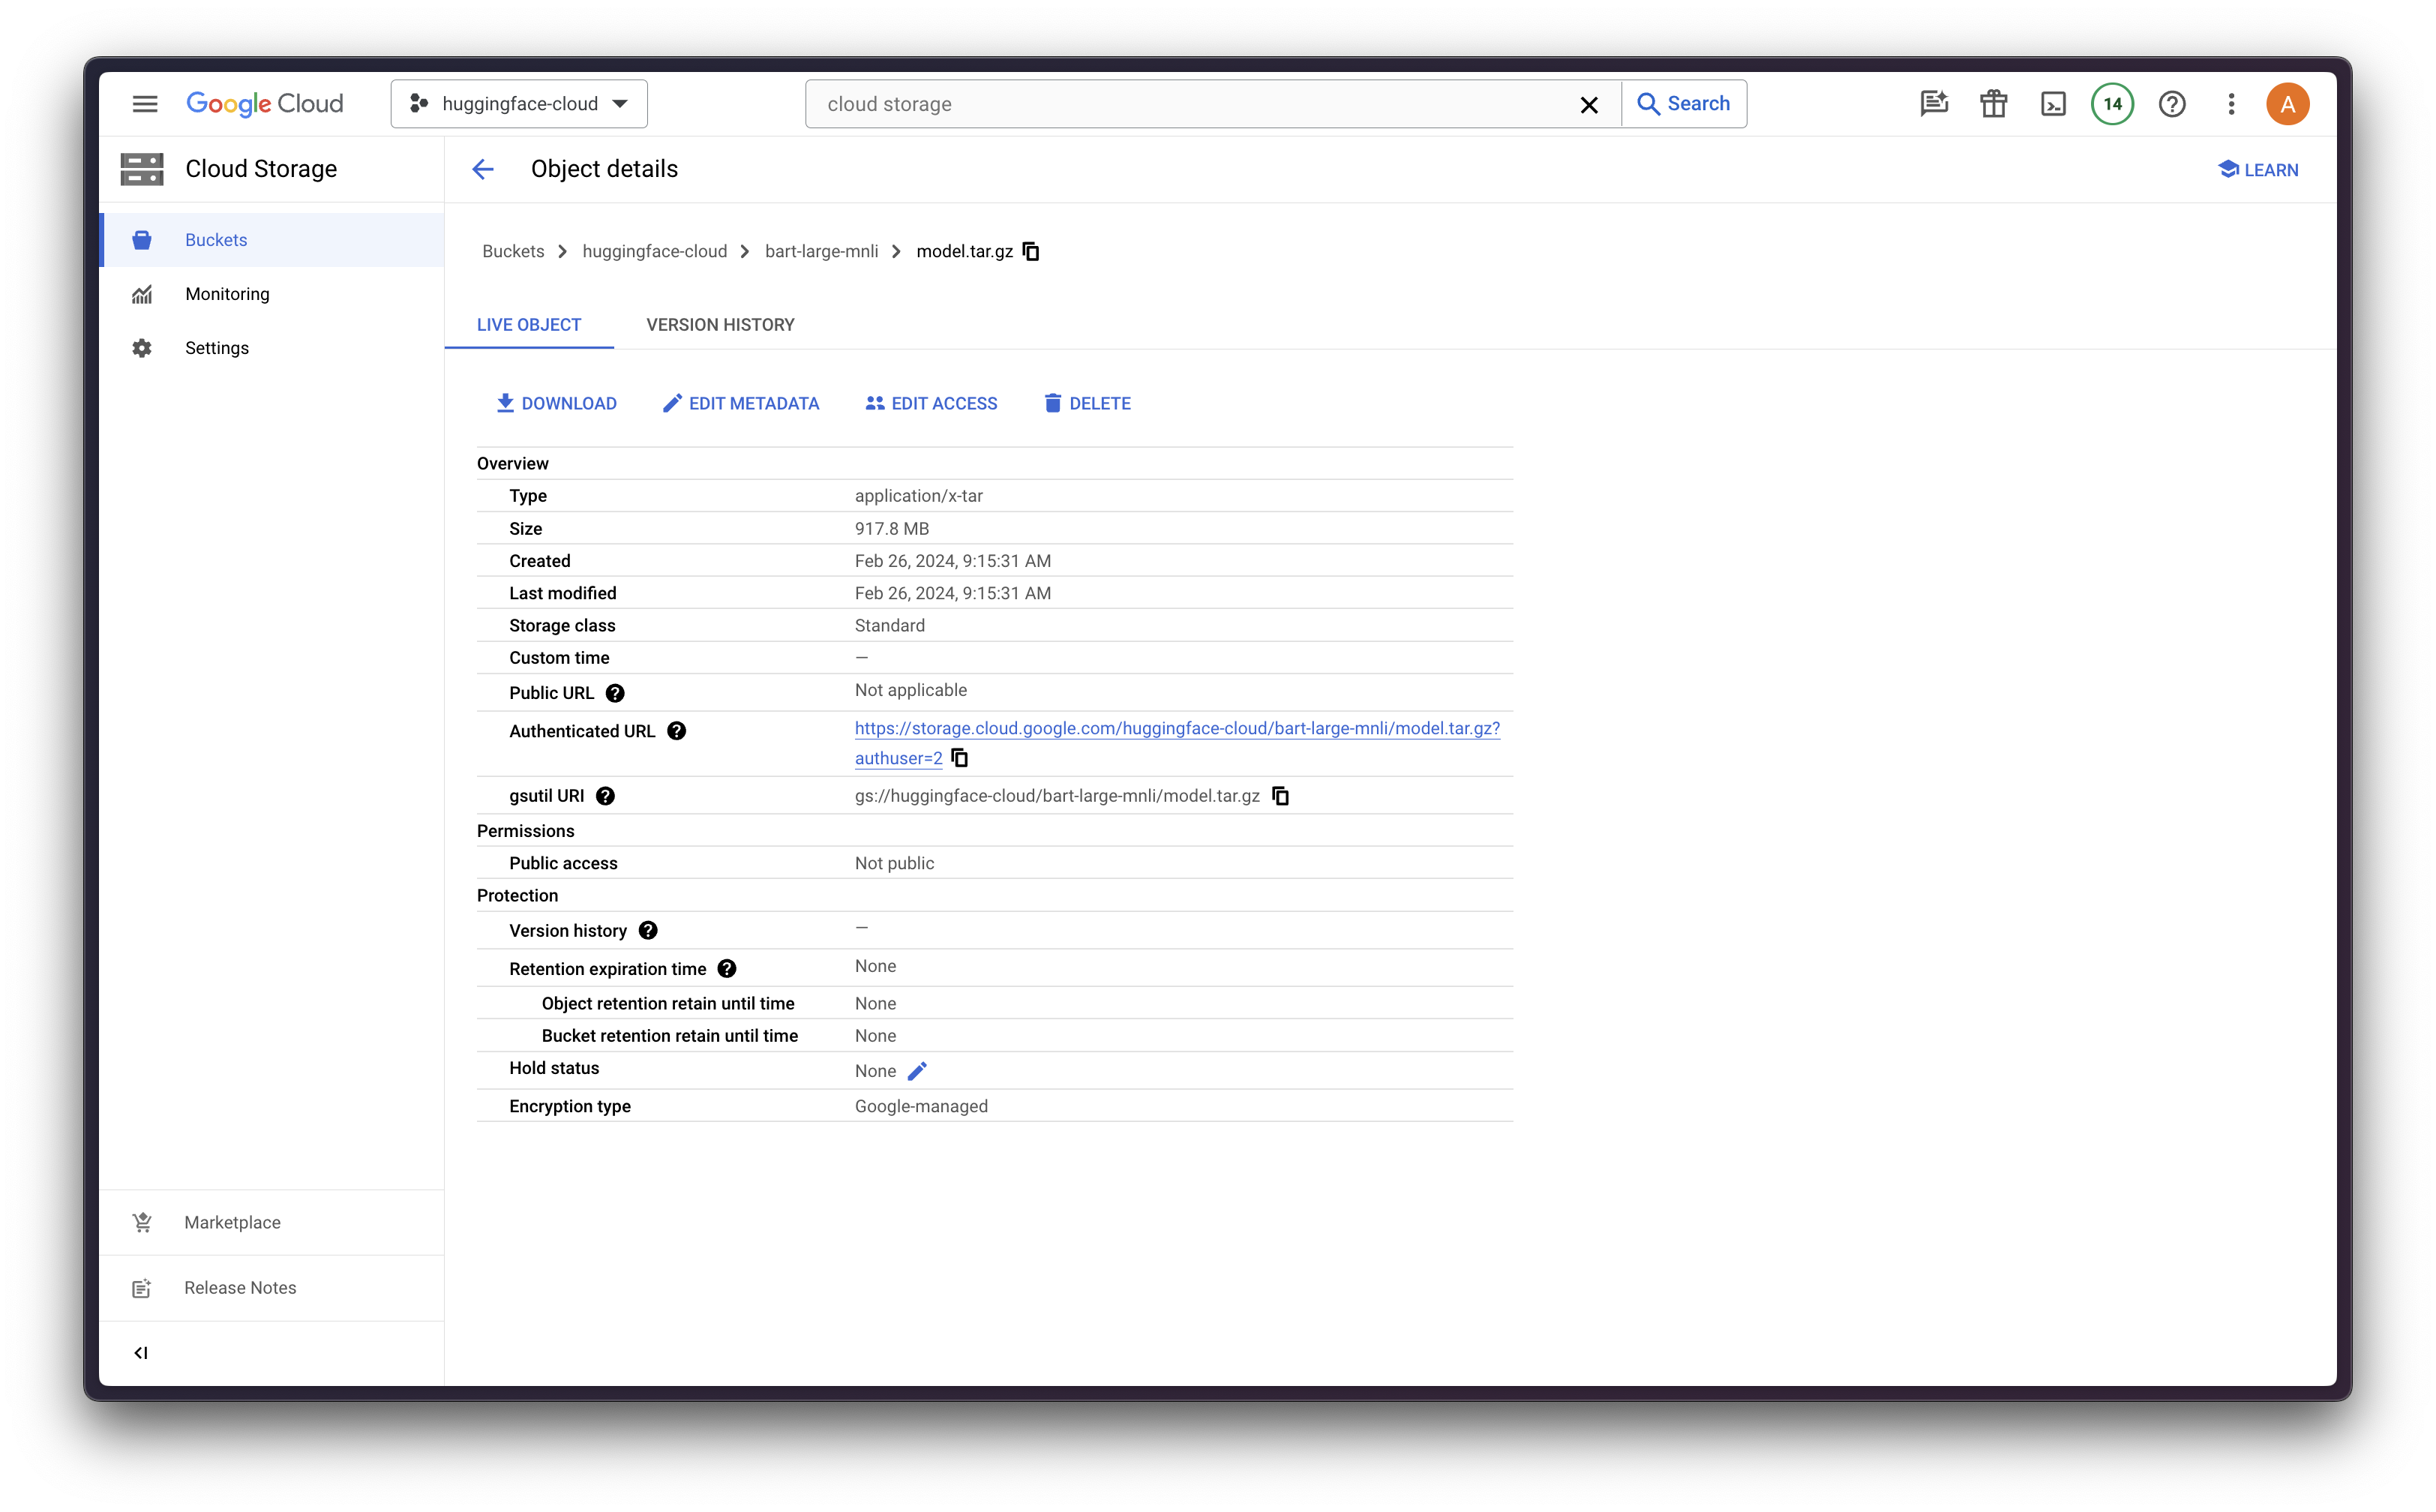 Google Cloud
huggingface-cloud
cloud storage
Search
14
A
Cloud Storage
Object details
LEARN
Buckets
Monitoring
Settings
Buckets huggingface-cloud bart-large-mnli model.tar.gz
LIVE OBJECT VERSION HISTORY
DOWNLOAD EDIT METADATA EDIT ACCESS DELETE
Overview
Type application/x-tar
Size 917.8 MB
Created Feb 26, 2024, 9:15:31 AM
Last modified Feb 26, 2024, 9:15:31 AM
Storage class Standard
Custom time —
Public URL Not applicable
Authenticated URL https://storage.cloud.google.com/huggingface-cloud/bart-large-mnli/model.tar.gz?
authuser=2
gsutil URI gs://huggingface-cloud/bart-large-mnli/model.tar.gz
Permissions
Public access Not public
Protection
Version history —
Retention expiration time None
Object retention retain until time None
Bucket retention retain until time None
Hold status None
Encryption type Google-managed
Marketplace
Release Notes